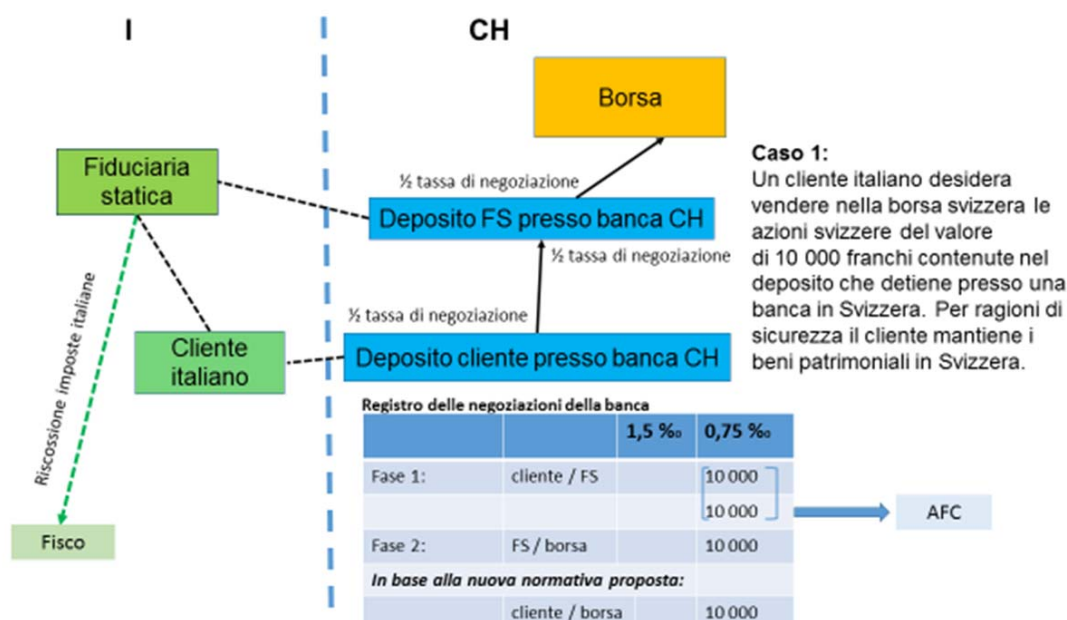 I
CH
Borsa
Fiduciaria
statica
½ tassa di negoziazione
Deposito FS presso banca CH
½ tassa di negoziazione
½ tassa di negoziazione
Cliente
italiano
Deposito cliente presso banca CH
Riscossione imposte italiane
Fisco
Caso 1:
Un cliente italiano desidera
vendere nella borsa svizzera le
azioni svizzere del valore
di 10 000 franchi contenute nel
deposito che detiene presso una
banca in Svizzera. Per ragioni di
sicurezza il cliente mantiene i
beni patrimoniali in Svizzera.
Registro delle negoziazioni della banca
1,5 ‰ 0,75 ‰
Fase 1: cliente / FS 10 000
10 000
AFC
Fase 2: FS / borsa 10 000
In base alla nuova normativa proposta:
cliente / borsa 10 000